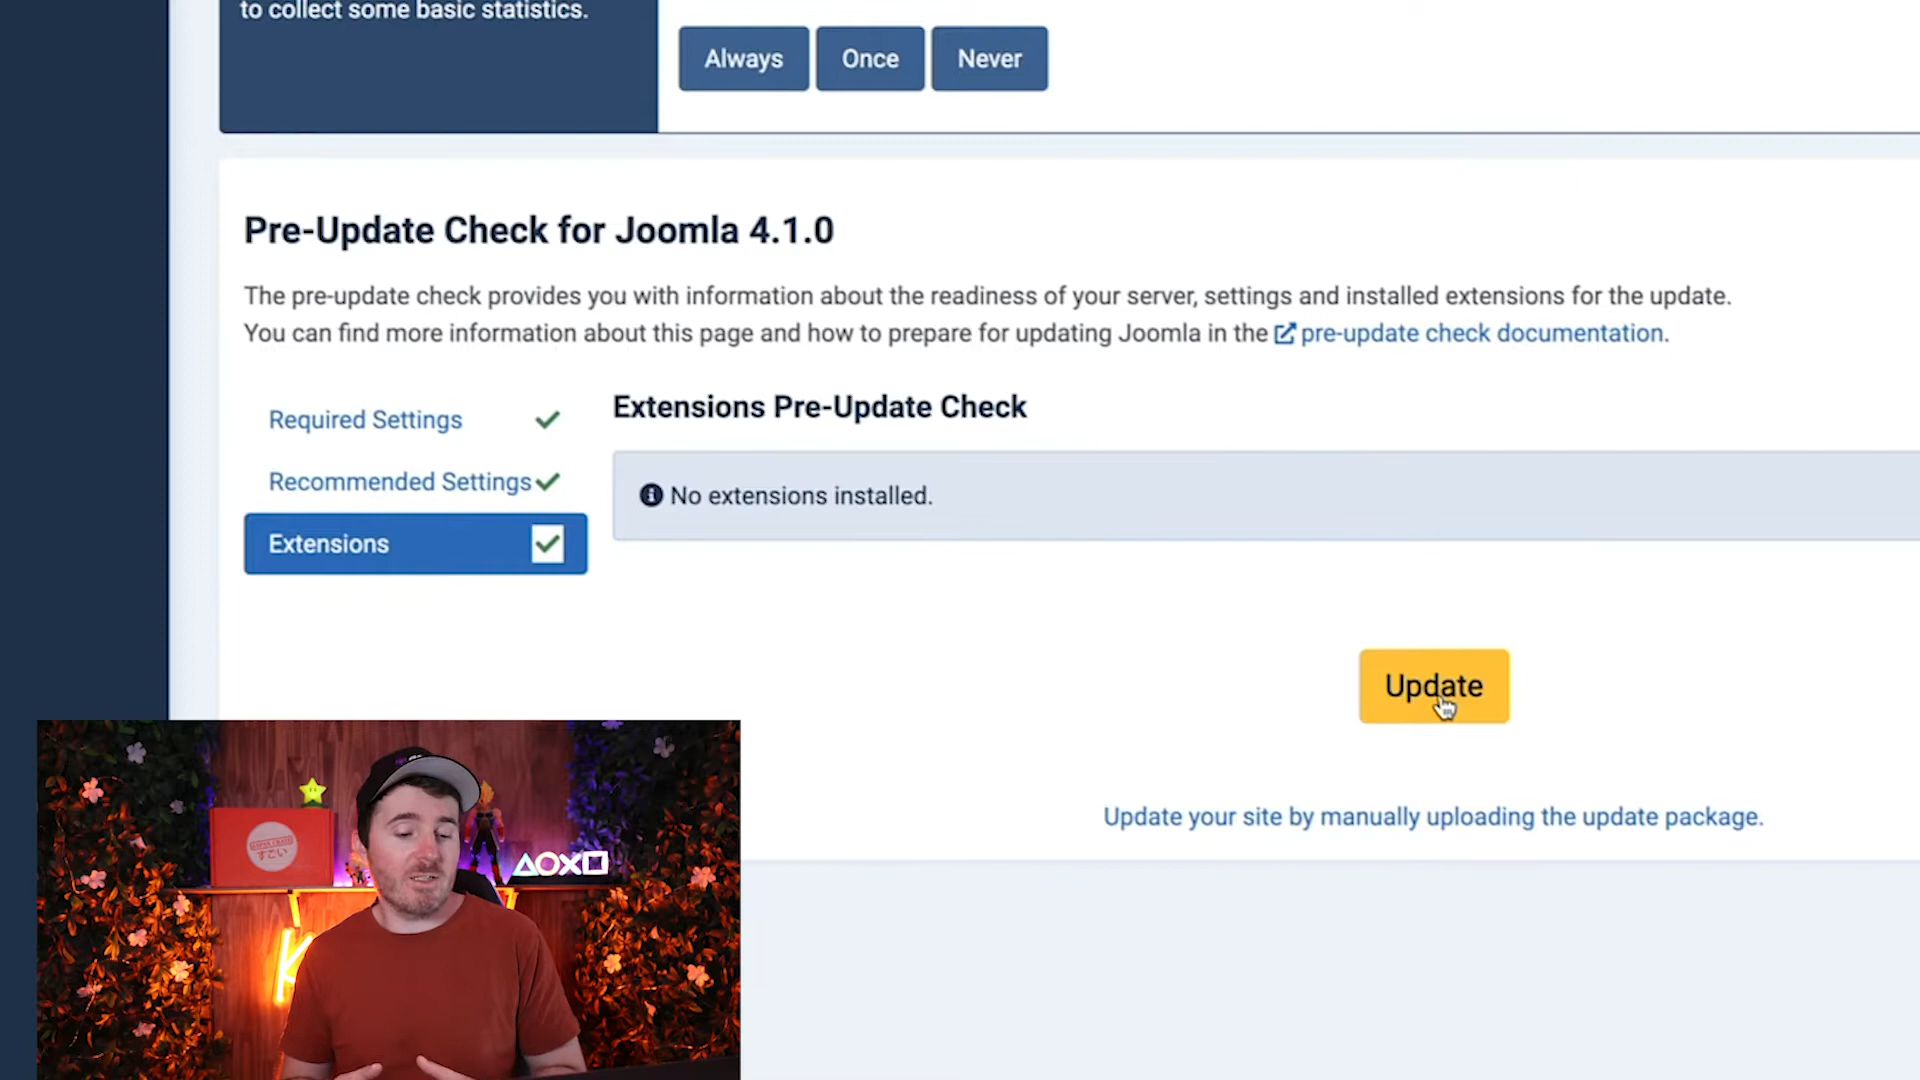 to collect some basic statistics.
Always
Once
Never
Pre-Update Check for Joomla 4.1.0
The pre-update check provides you with information about the readiness of your server, settings and installed extensions for the update.
You can find more information about this page and how to prepare for updating Joomla in the pre-update check documentation.
Required Settings
Recommended Settings
Extensions
Extensions Pre-Update Check
No extensions installed.
Update
Update your site by manually uploading the update package.
すごい
K